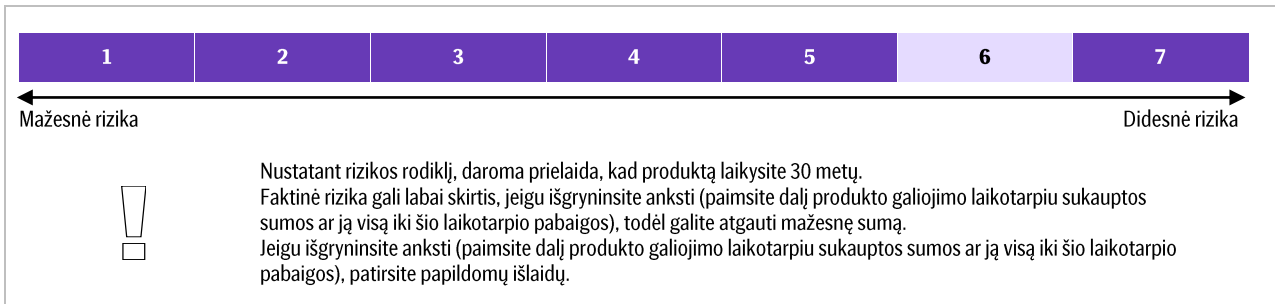 1 2 3 4 5 6 7
Mažesnė rizika Didesnė rizika
Nustatant rizikos rodiklį, daroma prielaida, kad produktą laikysite 30 metų.
Faktinė rizika gali labai skirtis, jeigu išgryninsite anksti (paimsite dalį produkto galiojimo laikotarpiu sukauptos
sumos ar ją visą iki šio laikotarpio pabaigos), todėl galite atgauti mažesnę sumą.
Jeigu išgryninsite anksti (paimsite dalį produkto galiojimo laikotarpiu sukauptos sumos ar ją visą iki šio laikotarpio
pabaigos), patirsite papildomų išlaidų.